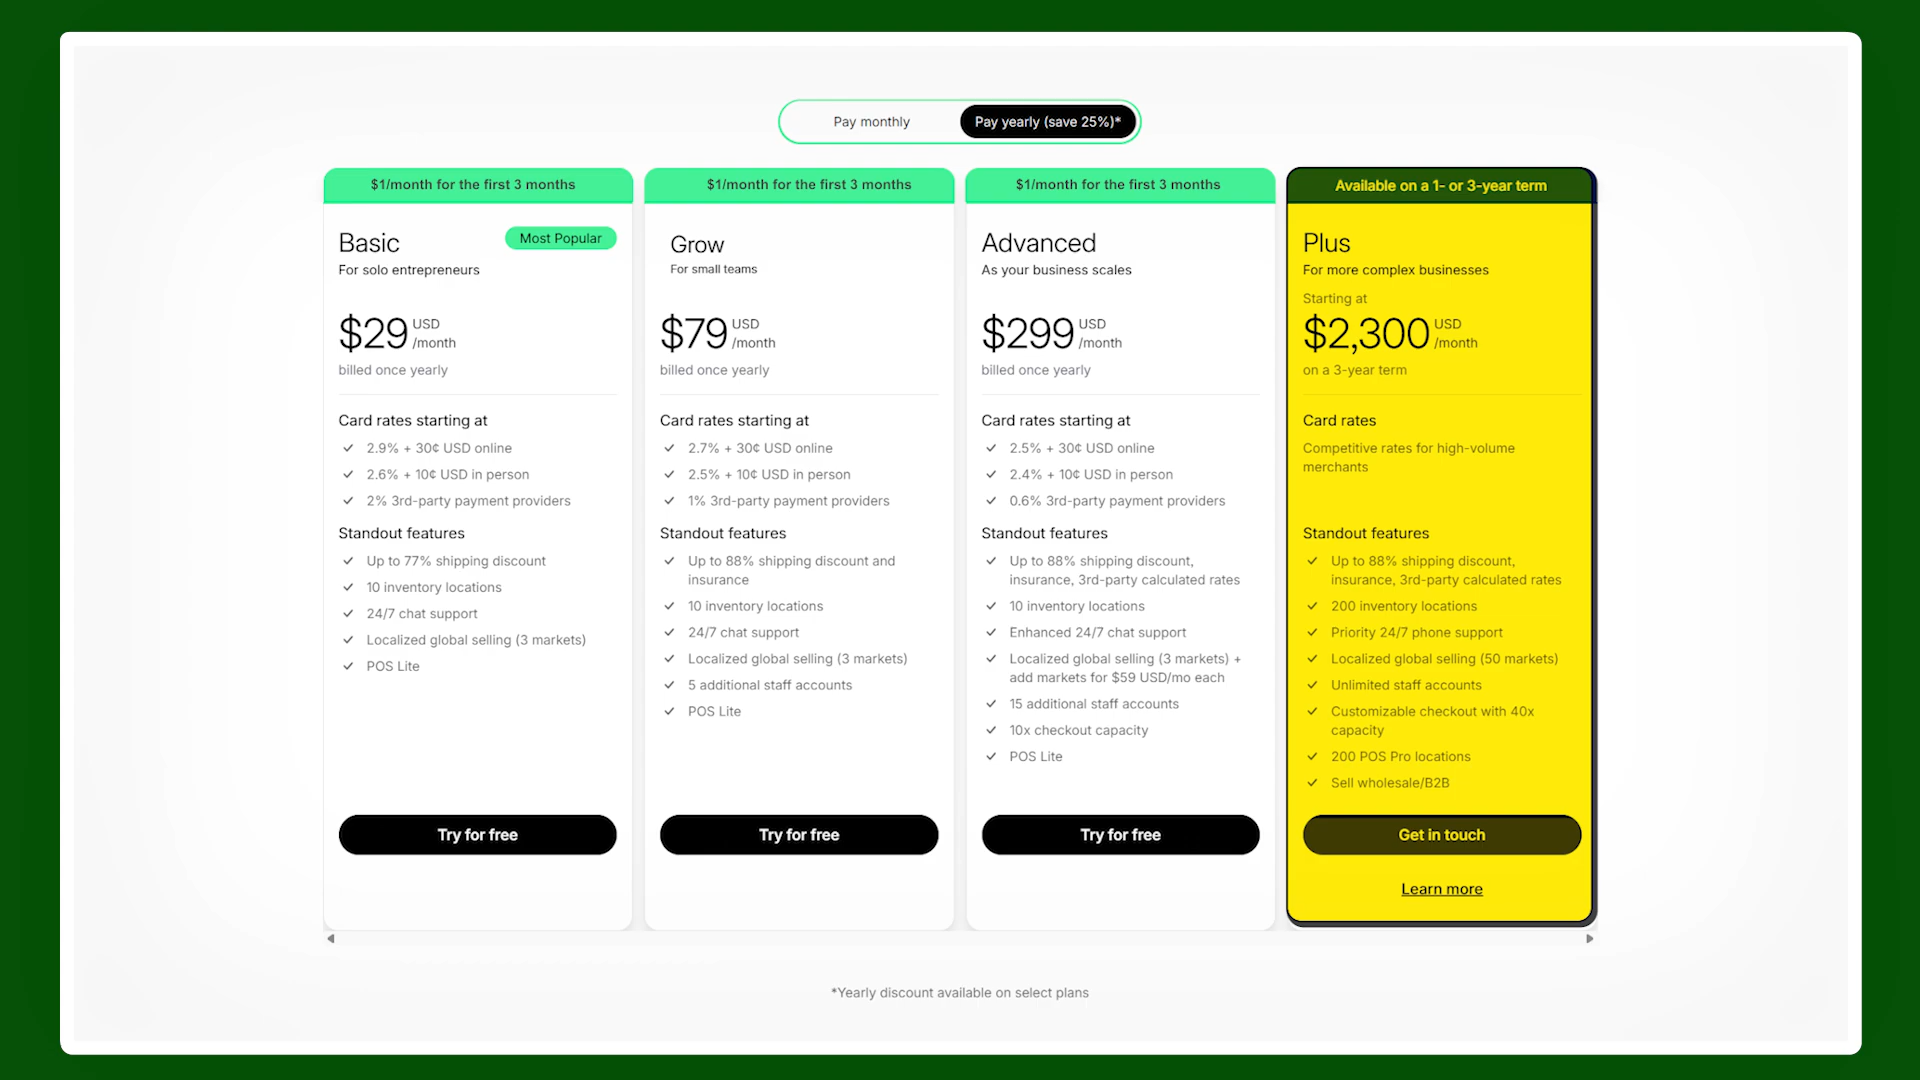 Pay monthly
Pay yearly (save 25%)*
$1/month for the first 3 months
Basic
Most Popular
For solo entrepreneurs
$29 USD
/month
billed once yearly
Card rates starting at
2.9% + 30¢ USD online
2.6% + 10¢ USD in person
2% 3rd-party payment providers
Standout features
Up to 77% shipping discount
10 inventory locations
24/7 chat support
Localized global selling (3 markets)
POS Lite
Try for free
$1/month for the first 3 months
Grow
For small teams
$79 USD
/month
billed once yearly
Card rates starting at
2.7% + 30¢ USD online
2.5% + 10¢ USD in person
1% 3rd-party payment providers
Standout features
Up to 88% shipping discount and
insurance
10 inventory locations
24/7 chat support
Localized global selling (3 markets)
5 additional staff accounts
POS Lite
Try for free
$1/month for the first 3 months
Advanced
As your business scales
$299 USD
/month
billed once yearly
Card rates starting at
2.5% + 30¢ USD online
2.4% + 10¢ USD in person
0.6% 3rd-party payment providers
Standout features
Up to 88% shipping discount,
insurance, 3rd-party calculated rates
10 inventory locations
Enhanced 24/7 chat support
Localized global selling (3 markets) +
add markets for $59 USD/mo each
15 additional staff accounts
10x checkout capacity
POS Lite
Try for free
Available on a 1- or 3-year term
Plus
For more complex businesses
Starting at
$2,300 USD
/month
on a 3-year term
Card rates
Competitive rates for high-volume
merchants
Standout features
Up to 88% shipping discount,
insurance, 3rd-party calculated rates
200 inventory locations
Priority 24/7 phone support
Localized global selling (50 markets)
Unlimited staff accounts
Customizable checkout with 40x
capacity
200 POS Pro locations
Sell wholesale/B2B
Get in touch
Learn more
*Yearly discount available on select plans